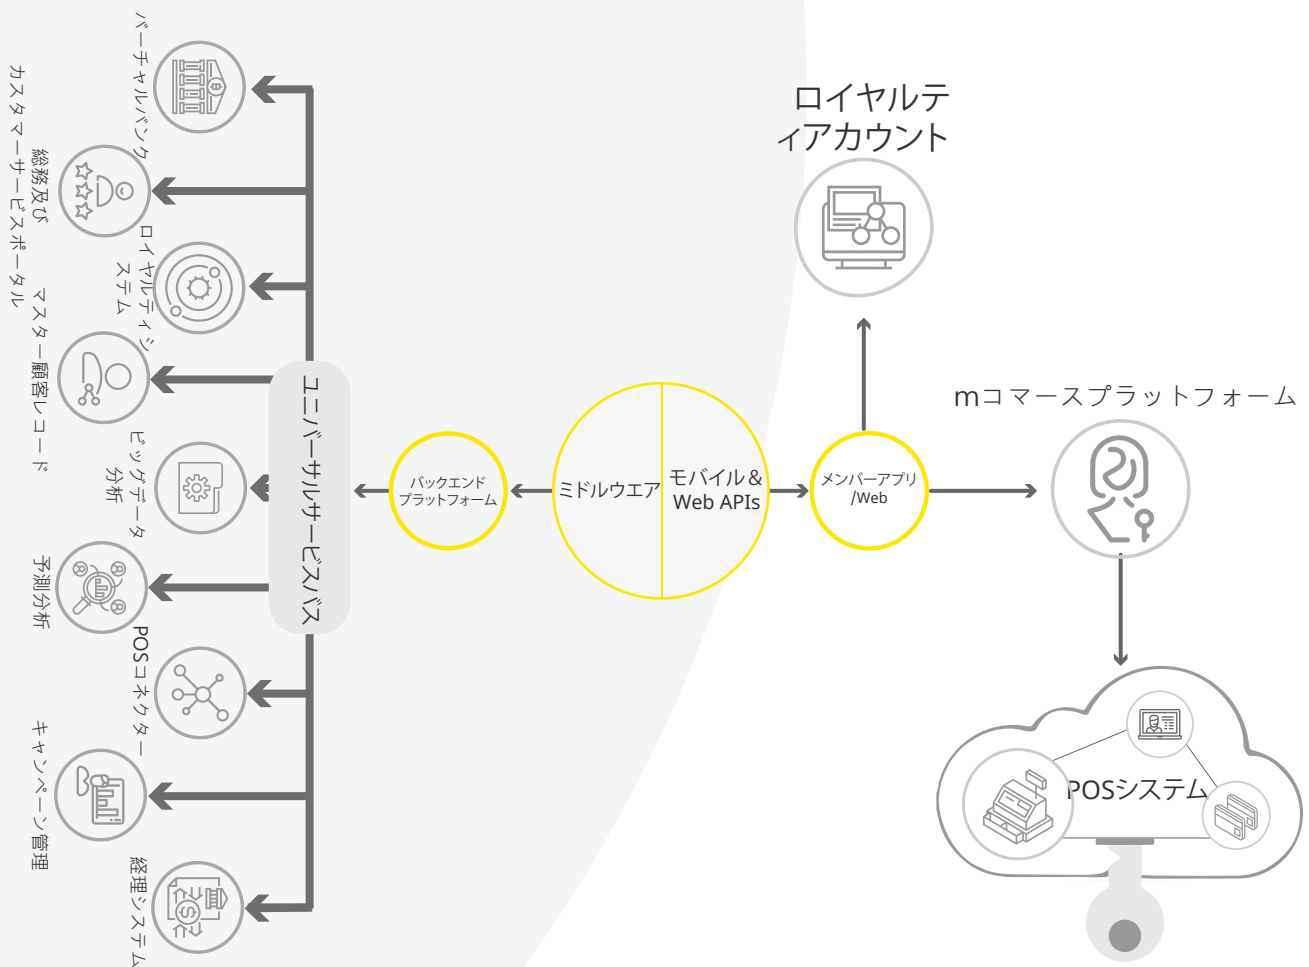 バーチャルバンク
総務及び
カスタマーサービスポータル
ロイヤルティシ
ステム
マスター顧客レコード
ビッグデータ
分析
予測分析
POSコネクター
キャンペーン管理
経理システム
ユニバーサルサービスバス
バックエンド
プラットフォーム
ミドルウエア
モバイル&
Web APIs
メンバーアプリ
/Web
ロイヤルテ
ィアカウント
mコマースプラットフォーム
POSシステム